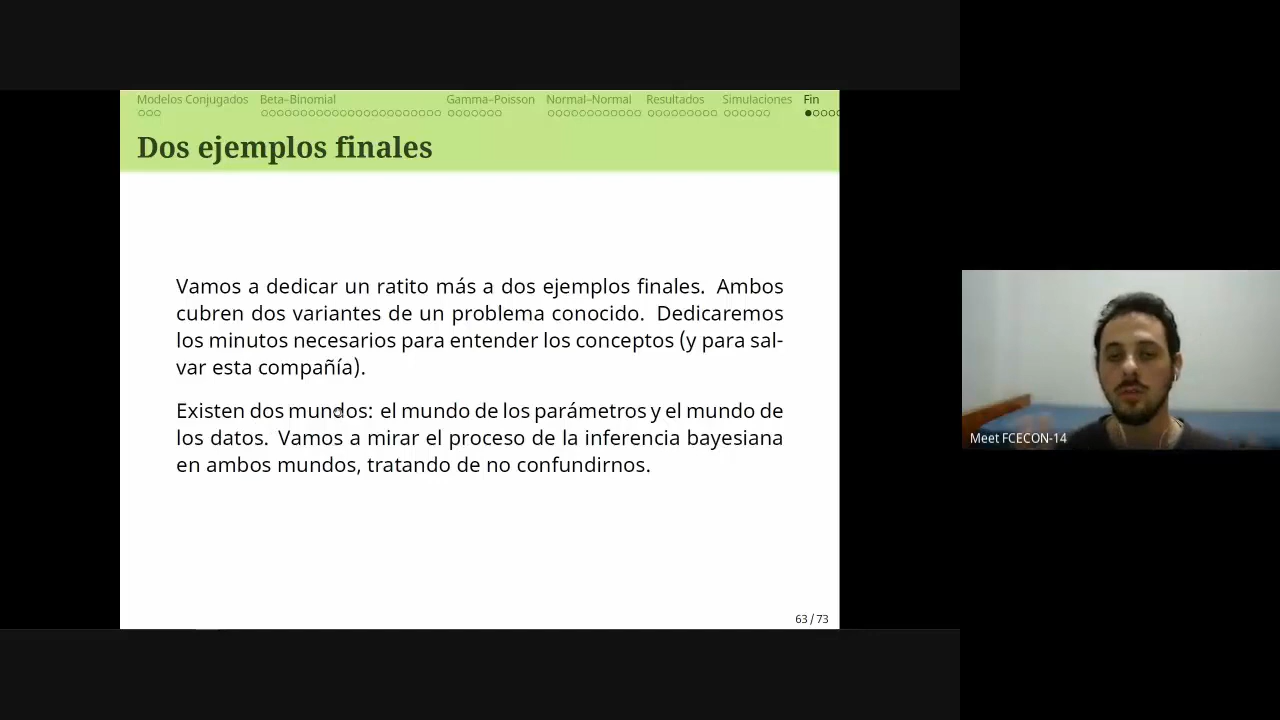 Modelos Conjugados Beta–Binomial Gamma–Poisson Normal–Normal Resultados Simulaciones Fin
Dos ejemplos finales
Vamos a dedicar un ratito más a dos ejemplos finales. Ambos
cubren dos variantes de un problema conocido. Dedicaremos
los minutos necesarios para entender los conceptos (y para sal-
var esta compañía).
Existen dos mundos: el mundo de los parámetros y el mundo de
los datos. Vamos a mirar el proceso de la inferencia bayesiana
en ambos mundos, tratando de no confundirnos.
63 / 73
Meet FCECON-14